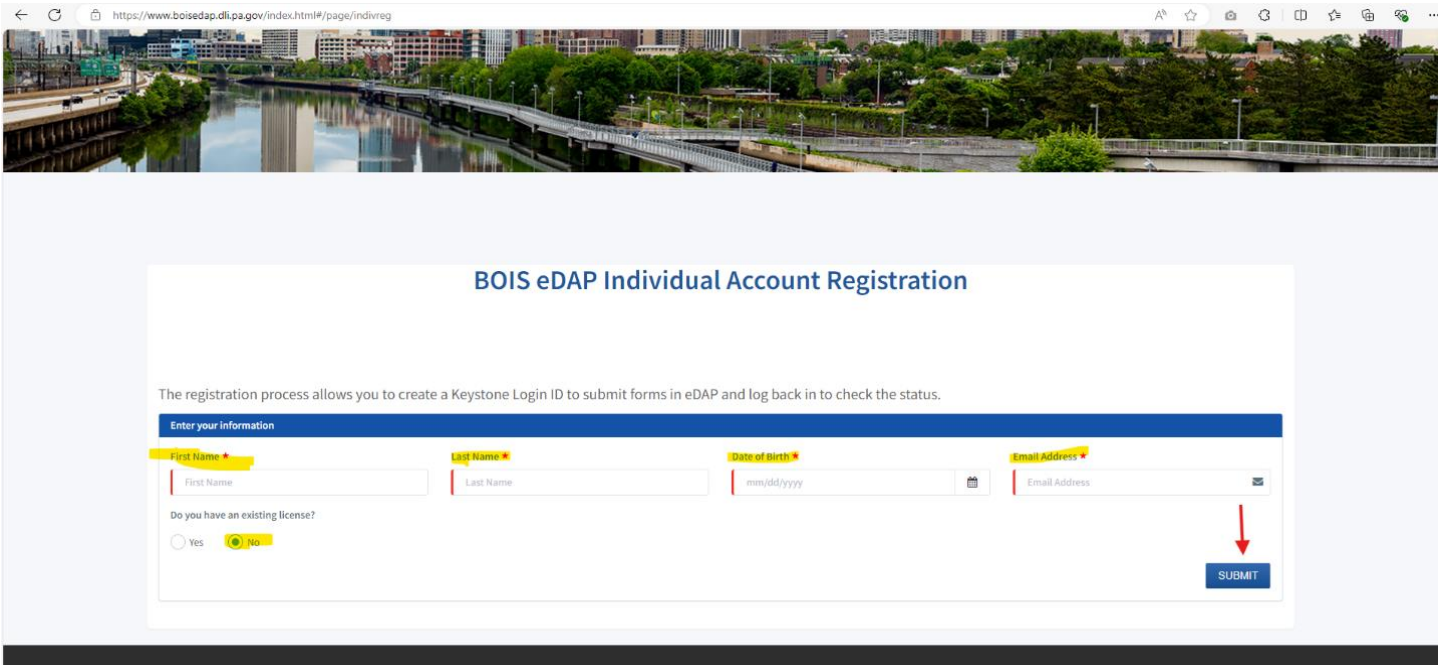 https://www.boisedap.dli.pa.gov/index.html#/page/indivreg
BOIS eDAP Individual Account Registration
The registration process allows you to create a Keystone Login ID to submit forms in eDAP and log back in to check the status.
Enter your information
First Name * Last Name * Date of Birth * Email Address *
First Name Last Name mm/dd/yyyy Email Address
Do you have an existing license?
Yes No
SUBMIT